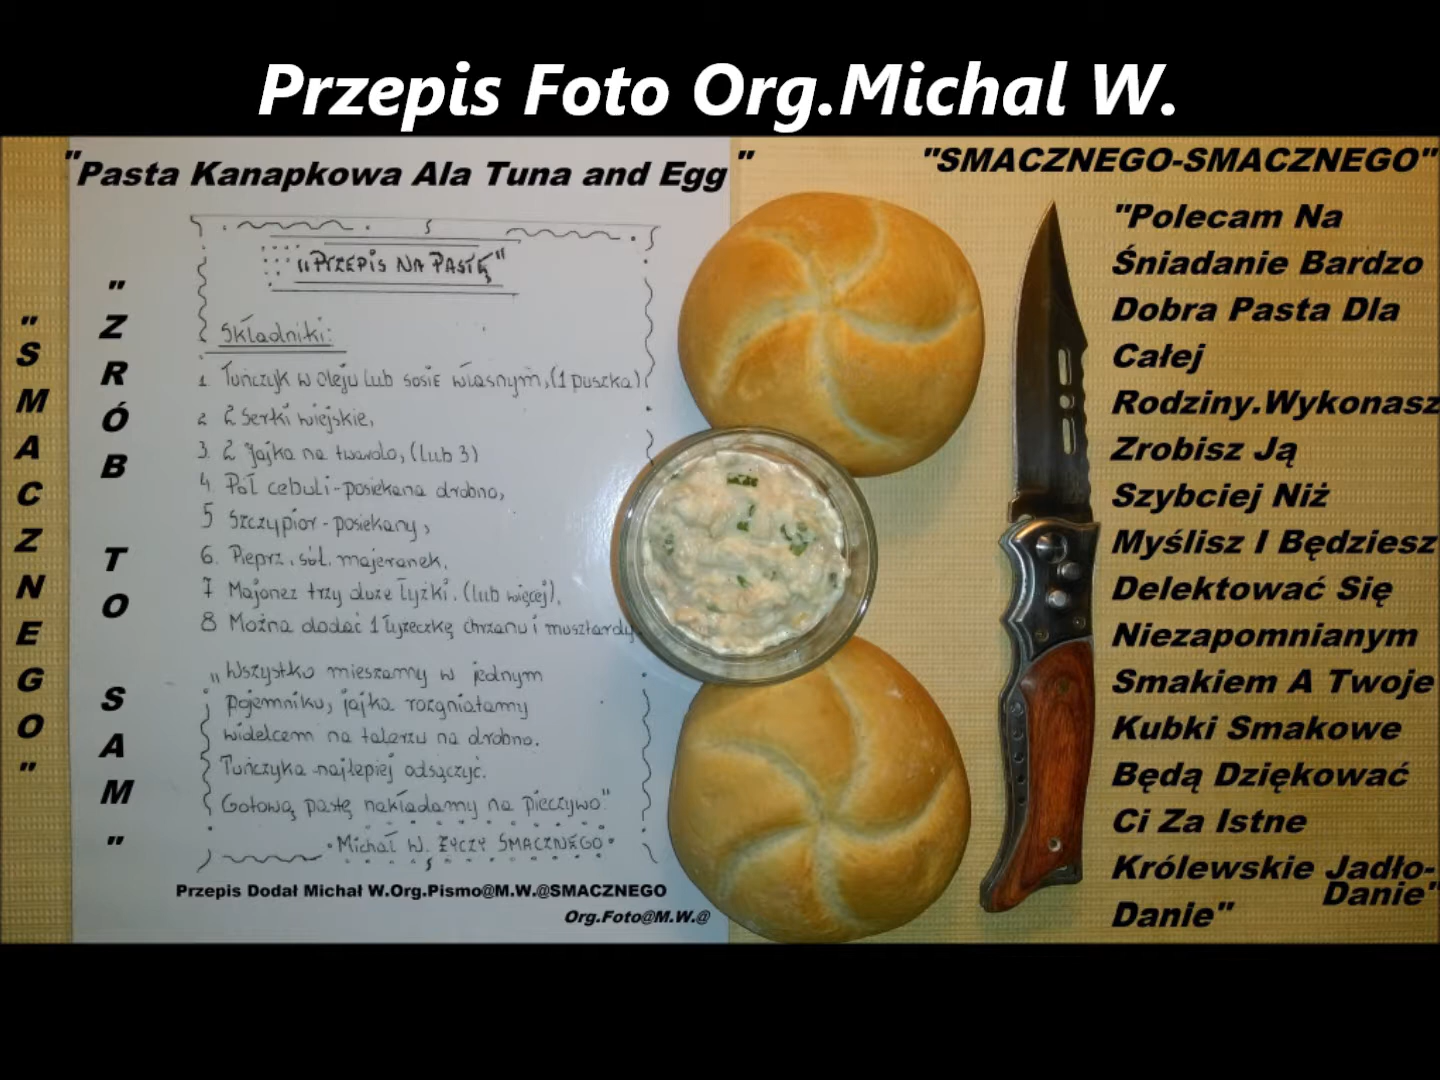 Przepis Foto Org.Michal W.
"Pasta Kanapkowa Ala Tuna and Egg "
"SMACZNEGO-SMACZNEGO"
"SMACZNEGO"
"ZRÓB TO SAM"
„PRZEPIS NA PASTĘ"
Składniki:
1. Tuńczyk w oleju lub sosie własnym, (1 puszka)
2 2 Serki wiejskie,
3. 2 Jajka na twardo, (lub 3)
4. Pół cebuli-posiekana drobno,
5 Szczypior-posiekany,
6. Pieprz, sól, majeranek,
7 Majonez trzy duże łyżki. (lub więcej),
8 Można dodać 1 łyżeczkę chrzanu i musztardy
„Wszystko mieszamy w jednym
pojemniku, jajka rozgniatamy
widelcem na talerzu na drobno.
Tuńczyka najlepiej odsączyć.
Gotową pastę nakładamy na pieczywo"
Michał W. ŻYCZY SMACZNEGO
Przepis Dodał Michał W.Org.Pismo@M.W.@SMACZNEGO
Org.Foto@M.W.@
"Polecam Na
Śniadanie Bardzo
Dobra Pasta Dla
Całej
Rodziny.Wykonasz
Zrobisz Ją
Szybciej Niż
Myślisz I Będziesz
Delektować Się
Niezapomnianym
Smakiem A Twoje
Kubki Smakowe
Będą Dziękować
Ci Za Istne
Królewskie Jadło-
Danie"
Danie"